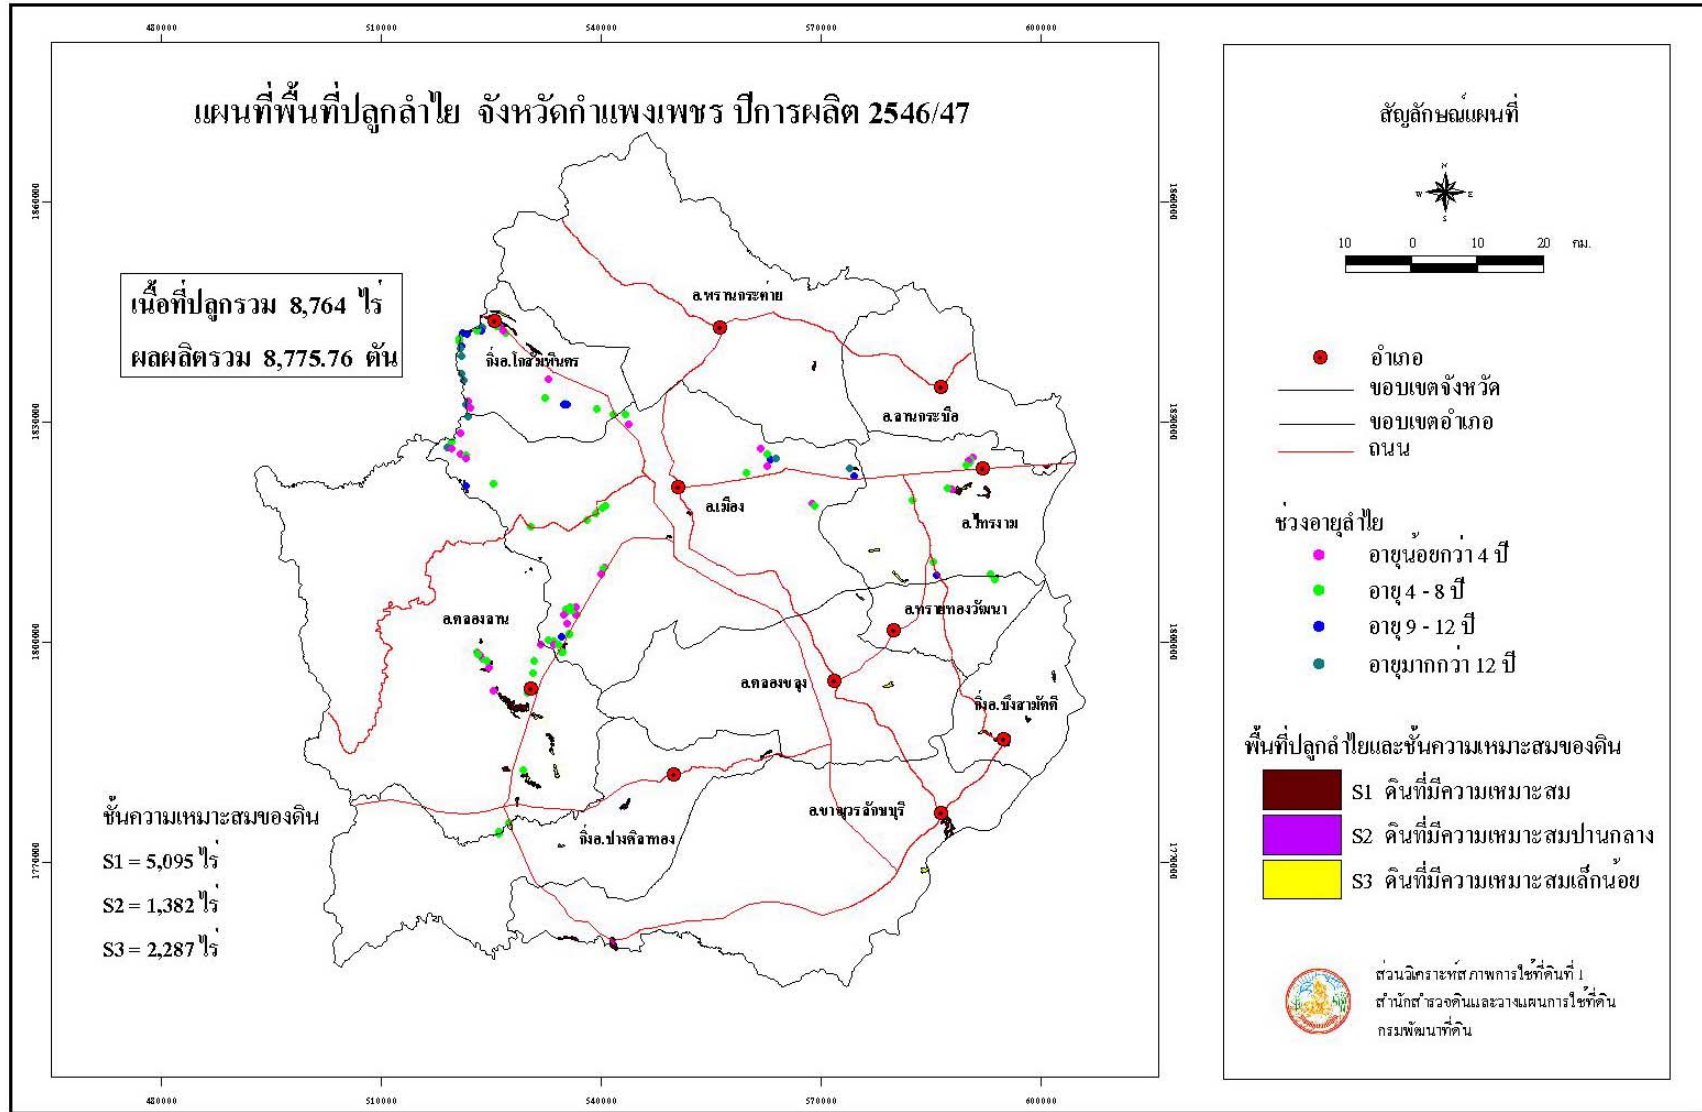 480000 510000 540000 570000 600000
แผนที่พื้นที่ปลูกลำไย จังหวัดกำแพงเพชร ปีการผลิต 2546/47
1860000
1860000
เนื้อที่ปลูกรวม 8,764 ไร่
ผลผลิตรวม 8,775.76 ตัน
อ.พรานกระต่าย
กิ่งอ.โกสัมพีนคร
อ.ลานกระบือ
1830000
1830000
อ.เมือง
อ.ไทรงาม
อ.คลองลาน
อ.ทรายทองวัฒนา
1800000
1800000
อ.คลองขลุง
กิ่งอ.บึงสามัคคี
อ.ขาณุวรลักษบุรี
กิ่งอ.ปางศิลาทอง
1770000
1770000
ชั้นความเหมาะสมของดิน
S1 = 5,095 ไร่
S2 = 1,382 ไร่
S3 = 2,287 ไร่
480000 510000 540000 570000 600000
สัญลักษณ์แผนที่
N
W E
S
10 0 10 20 กม.
อำเภอ
ขอบเขตจังหวัด
ขอบเขตอำเภอ
ถนน
ช่วงอายุลำไย
อายุน้อยกว่า 4 ปี
อายุ 4 - 8 ปี
อายุ 9 - 12 ปี
อายุมากกว่า 12 ปี
พื้นที่ปลูกลำไยและชั้นความเหมาะสมของดิน
S1 ดินที่มีความเหมาะสม
S2 ดินที่มีความเหมาะสมปานกลาง
S3 ดินที่มีความเหมาะสมเล็กน้อย
ส่วนวิเคราะห์สภาพการใช้ที่ดินที่ 1
สำนักสำรวจดินและวางแผนการใช้ที่ดิน
กรมพัฒนาที่ดิน